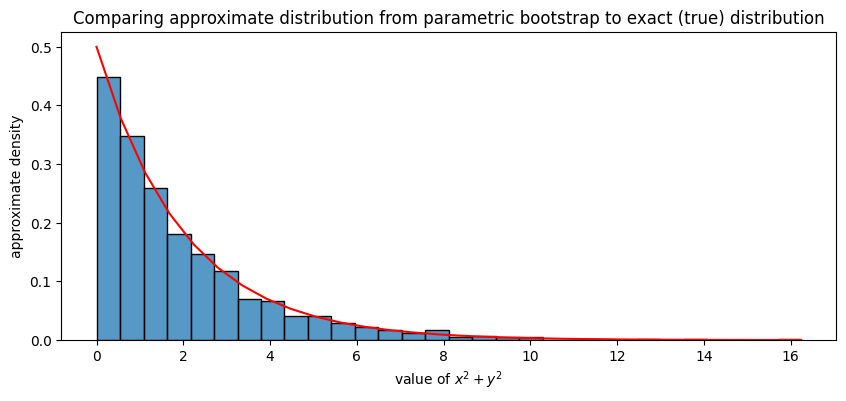 Comparing approximate distribution from parametric bootstrap to exact (true) distribution
approximate density
0.5
0.4
0.3
0.2
0.1
0.0
0 2 4 6 8 10 12 14 16
value of x² + y²